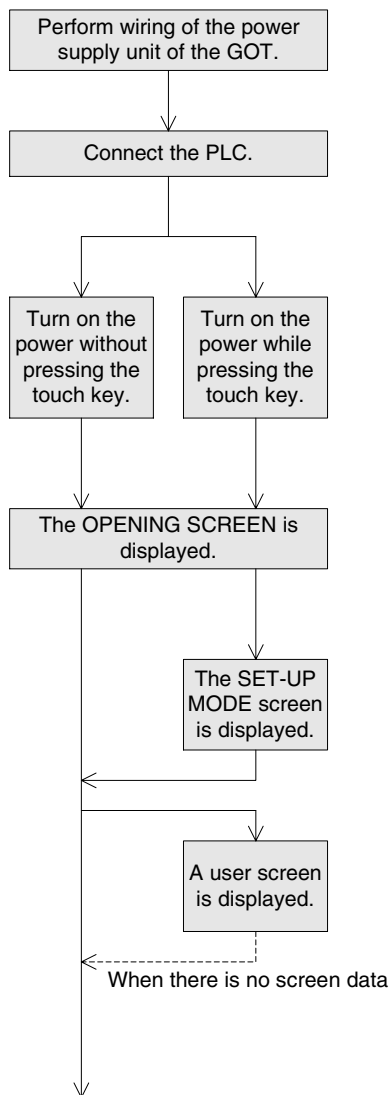 Perform wiring of the power
supply unit of the GOT.
Connect the PLC.
Turn on the
power without
pressing the
touch key.
Turn on the
power while
pressing the
touch key.
The OPENING SCREEN is
displayed.
The SET-UP
MODE screen
is displayed.
A user screen
is displayed.
When there is no screen data